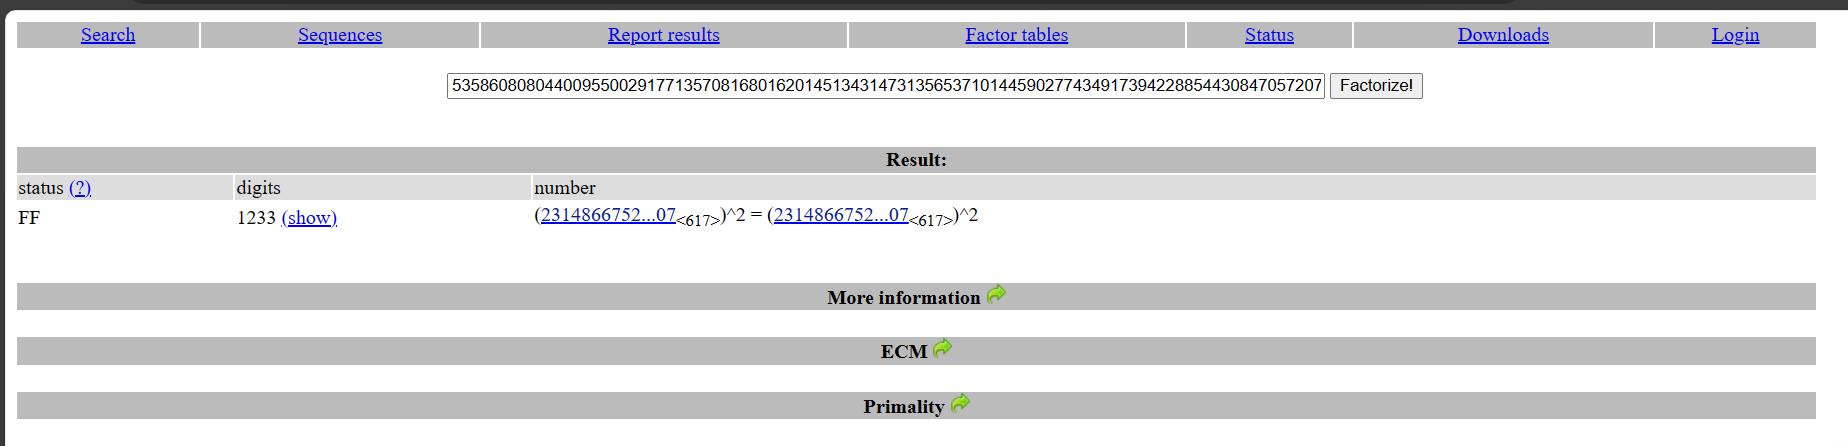 Search Sequences Report results Factor tables Status Downloads Login
5358608080440095500291771357081680162014513431473135653710144590277434917394228854430847057207 Factorize!
Result:
status (?) digits number
FF 1233 (show) (2314866752...07<617>)^2 = (2314866752...07<617>)^2
More information
ECM
Primality